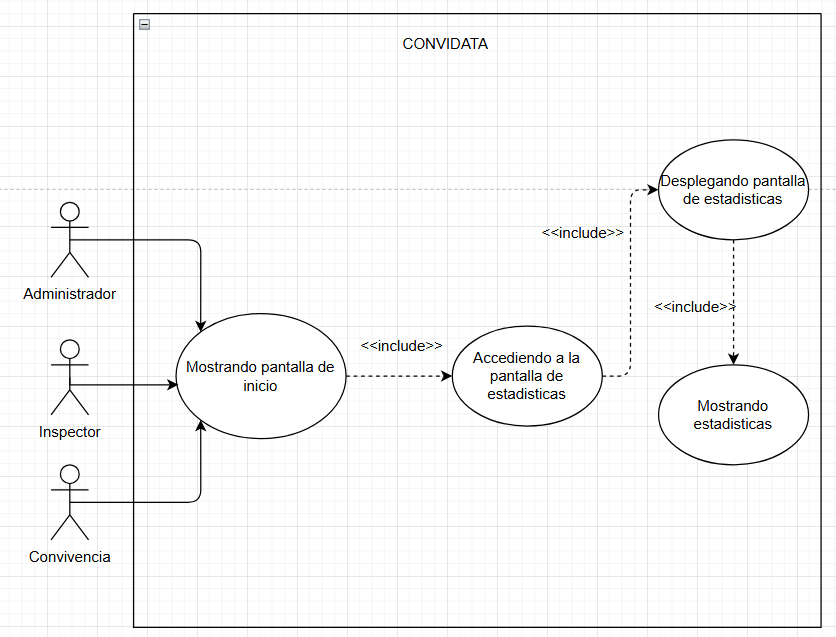 CONVIDATA
Desplegando pantalla
de estadisticas
<<include>>
Administrador
<<include>>
Mostrando pantalla de
inicio
<<include>>
Accediendo a la
pantalla de
estadisticas
Mostrando
estadisticas
Inspector
Convivencia